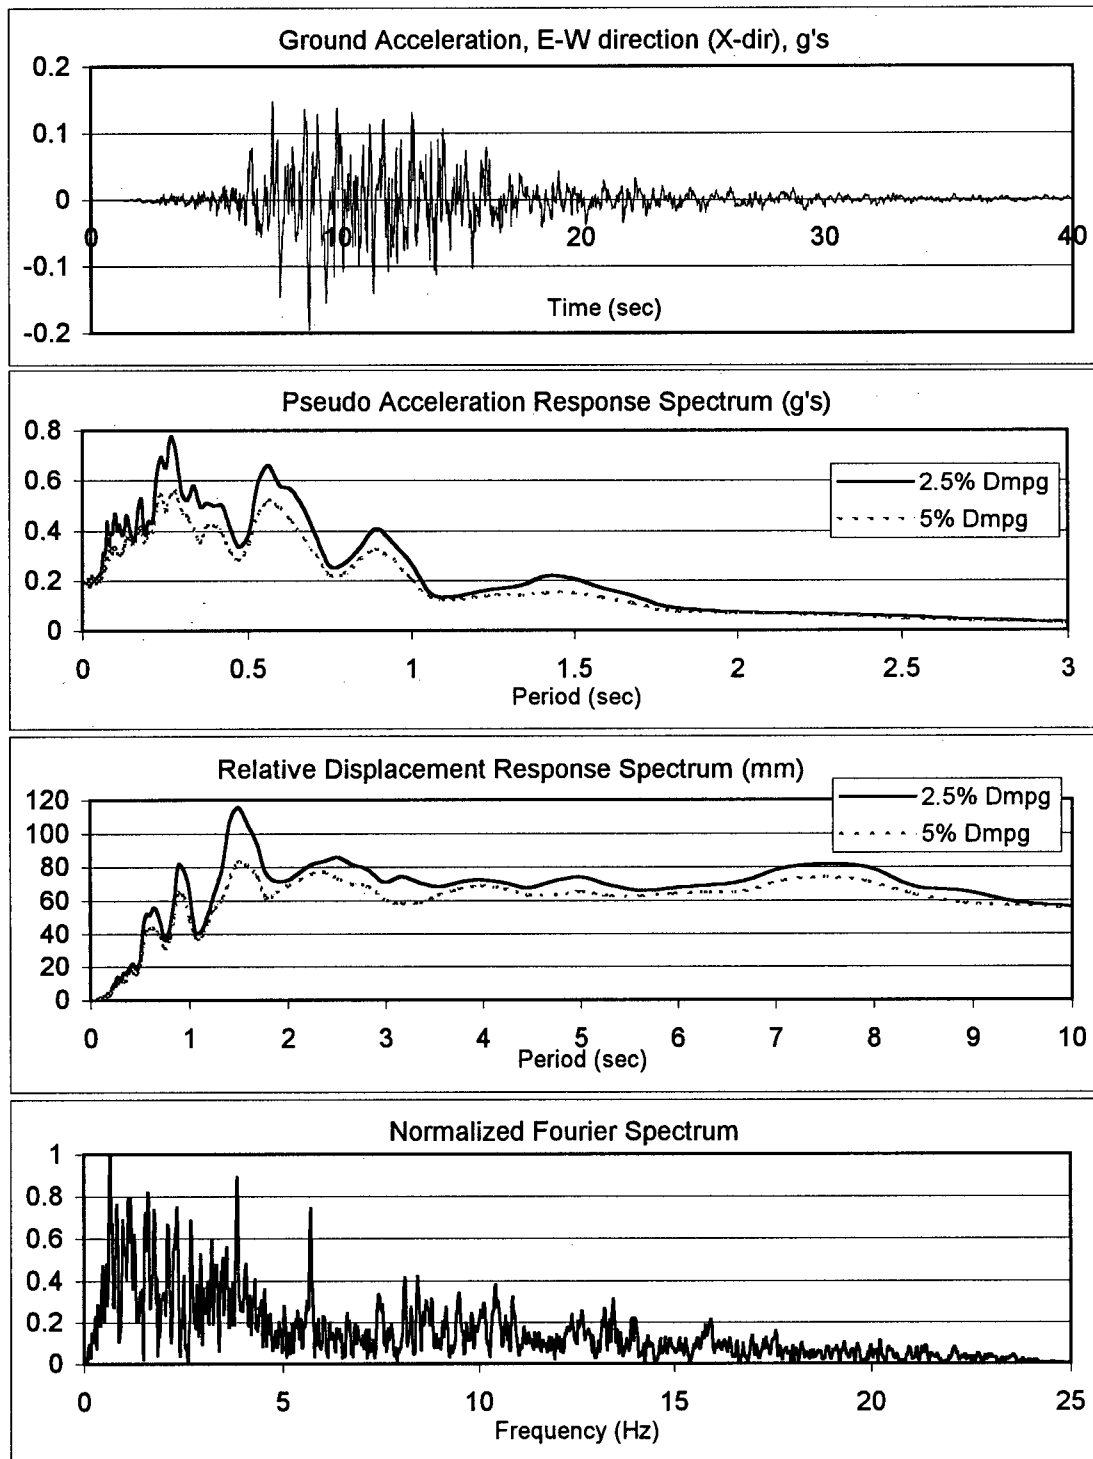 Ground Acceleration, E-W direction (X-dir), g's
0.2
0.1
0
-0.1
-0.2
0 10 20 30 40
Time (sec)
Pseudo Acceleration Response Spectrum (g's)
0.8
0.6
0.4
0.2
0
2.5% Dmpg
5% Dmpg
0 0.5 1 1.5 2 2.5 3
Period (sec)
Relative Displacement Response Spectrum (mm)
120
100
80
60
40
20
0
2.5% Dmpg
5% Dmpg
0 1 2 3 4 5 6 7 8 9 10
Period (sec)
Normalized Fourier Spectrum
1
0.8
0.6
0.4
0.2
0
0 5 10 15 20 25
Frequency (Hz)